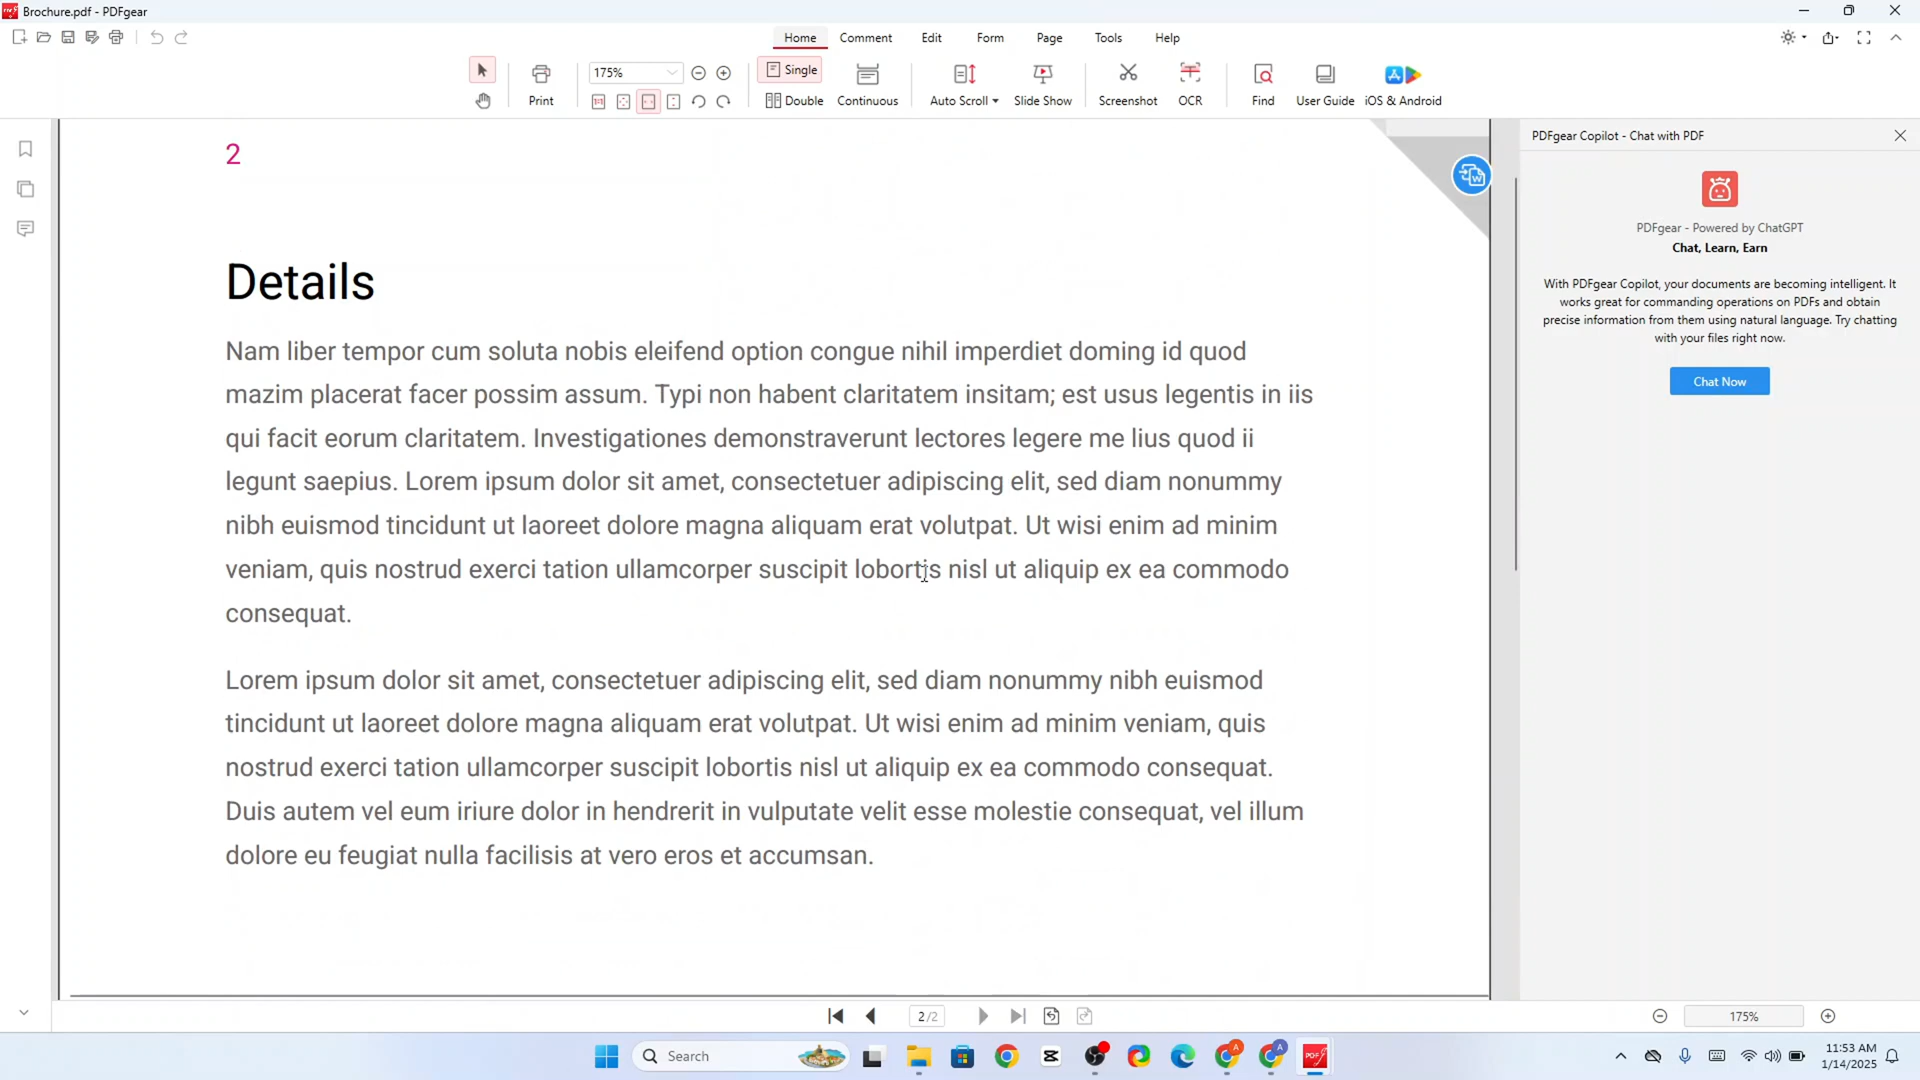 Brochure.pdf - PDFgear
Home Comment Edit Form Page Tools Help
175% Single
Print Double Continuous Auto Scroll Slide Show Screenshot OCR Find User Guide iOS & Android
2
Details
Nam liber tempor cum soluta nobis eleifend option congue nihil imperdiet doming id quod
mazim placerat facer possim assum. Typi non habent claritatem insitam; est usus legentis in iis
qui facit eorum claritatem. Investigationes demonstraverunt lectores legere me lius quod ii
legunt saepius. Lorem ipsum dolor sit amet, consectetuer adipiscing elit, sed diam nonummy
nibh euismod tincidunt ut laoreet dolore magna aliquam erat volutpat. Ut wisi enim ad minim
veniam, quis nostrud exerci tation ullamcorper suscipit lobortis nisl ut aliquip ex ea commodo
consequat.
Lorem ipsum dolor sit amet, consectetuer adipiscing elit, sed diam nonummy nibh euismod
tincidunt ut laoreet dolore magna aliquam erat volutpat. Ut wisi enim ad minim veniam, quis
nostrud exerci tation ullamcorper suscipit lobortis nisl ut aliquip ex ea commodo consequat.
Duis autem vel eum iriure dolor in hendrerit in vulputate velit esse molestie consequat, vel illum
dolore eu feugiat nulla facilisis at vero eros et accumsan.
PDFgear Copilot - Chat with PDF
PDFgear - Powered by ChatGPT
Chat, Learn, Earn
With PDFgear Copilot, your documents are becoming intelligent. It
works great for commanding operations on PDFs and obtain
precise information from them using natural language. Try chatting
with your files right now.
Chat Now
2 /2
175%
Search
11:53 AM
1/14/2025